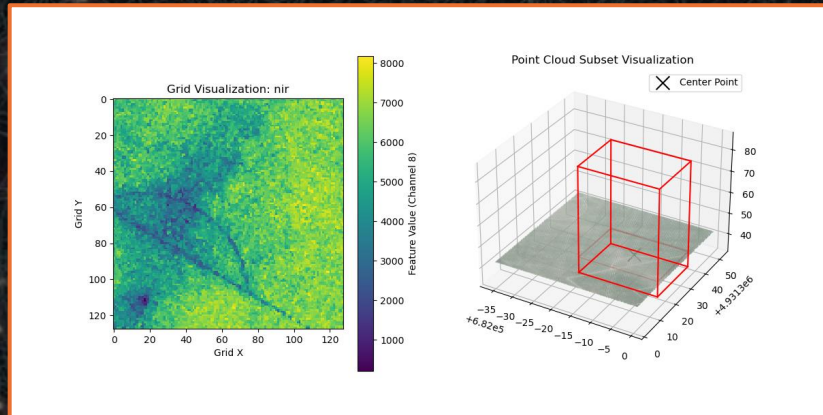 Grid Visualization: nir
0
20
40
60
80
100
120
Grid Y
0 20 40 60 80 100 120
Grid X
8000
7000
6000
5000
4000
3000
2000
1000
Feature Value (Channel 8)
Point Cloud Subset Visualization
Center Point
80
70
60
50
40
50
40
30
20
10
0
+4.9313e6
−35 −30 −25 −20 −15 −10 −5 0
+6.82e5